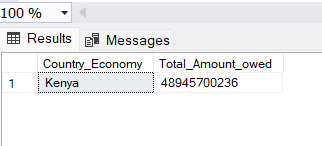 100 %
Results Messages
Country_Economy Total_Amount_owed
1 Kenya 48945700236